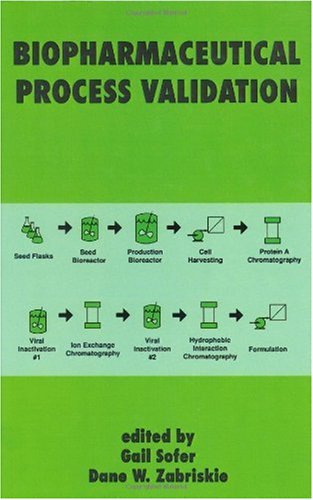 BIOPHARMACEUTICAL
PROCESS VALIDATION
Seed Flasks
Seed
Bioreactor
Production
Bioreactor
Cell
Harvesting
Protein A
Chromatography
Viral
Inactivation
#1
Ion Exchange
Chromatography
Viral
Inactivation
#2
Hydrophobic
Interaction
Chromatography
Formulation
edited by
Gail Sofer
Dane W. Zabriskie